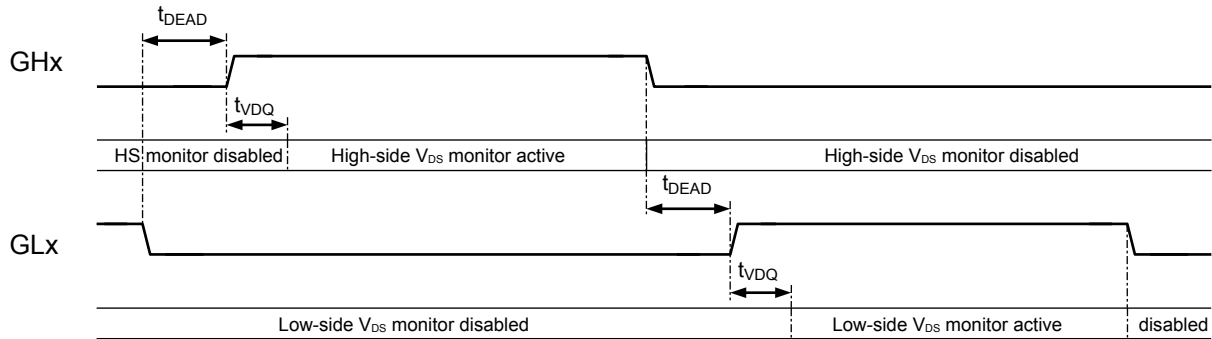 tDEAD
GHx
tVDQ
HS monitor disabled High-side VDS monitor active High-side VDS monitor disabled
tDEAD
GLx
tVDQ
Low-side VDS monitor disabled Low-side VDS monitor active disabled